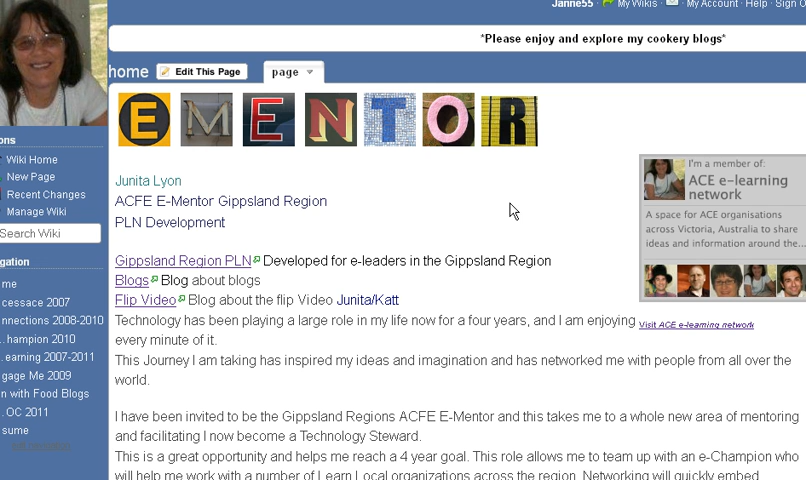 Janne55 · My Wikis · My Account · Help · Sign O
*Please enjoy and explore my cookery blogs*
home Edit This Page page
E M E N T O R
ons
Wiki Home
New Page
Recent Changes
Manage Wiki
Search Wiki
gation
me
cessace 2007
nnections 2008-2010
..hampion 2010
..earning 2007-2011
gage Me 2009
n with Food Blogs
..OC 2011
sume
Junita Lyon
ACFE E-Mentor Gippsland Region
PLN Development
I'm a member of:
ACE e-learning
network
A space for ACE organisations
across Victoria, Australia to share
ideas and information around the...
Visit ACE e-learning network
Gippsland Region PLN Developed for e-leaders in the Gippsland Region
Blogs Blog about blogs
Flip Video Blog about the flip Video Junita/Katt
Technology has been playing a large role in my life now for a four years, and I am enjoying
every minute of it.
This Journey I am taking has inspired my ideas and imagination and has networked me with people from all over the
world.
I have been invited to be the Gippsland Regions ACFE E-Mentor and this takes me to a whole new area of mentoring
and facilitating I now become a Technology Steward.
This is a great opportunity and helps me reach a 4 year goal. This role allows me to team up with an e-Champion who
will help me work with a number of Learn Local organizations across the region. Networking will quickly embed